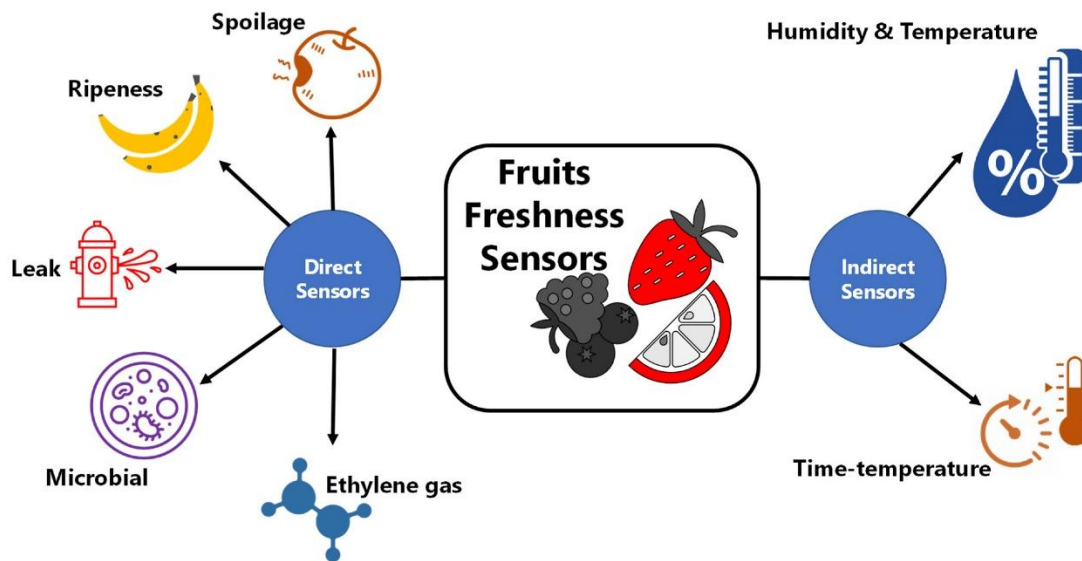 Spoilage
Humidity & Temperature
Ripeness
%
Fruits
Freshness
Sensors
Leak
Direct
Sensors
Indirect
Sensors
Microbial
Ethylene gas
Time-temperature